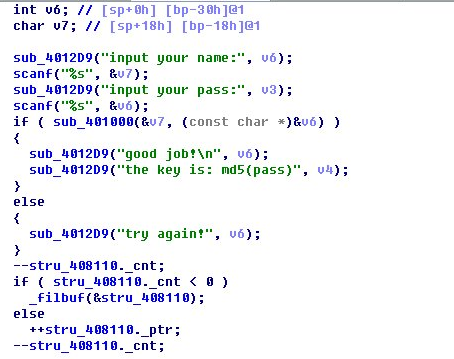 int v6; // [sp+0h] [bp-30h]@1
char v7; // [sp+18h] [bp-18h]@1
sub_4012D9("input your name:", v6);
scanf("%s", &v7);
sub_4012D9("input your pass:", v3);
scanf("%s", &v6);
if ( sub_401000(&v7, (const char *)&v6) )
{
sub_4012D9("good job!\n", v6);
sub_4012D9("the key is: md5(pass)", v4);
}
else
{
sub_4012D9("try again!", v6);
}
--stru_408110._cnt;
if ( stru_408110._cnt < 0 )
_filbuf(&stru_408110);
else
++stru_408110._ptr;
--stru_408110._cnt;